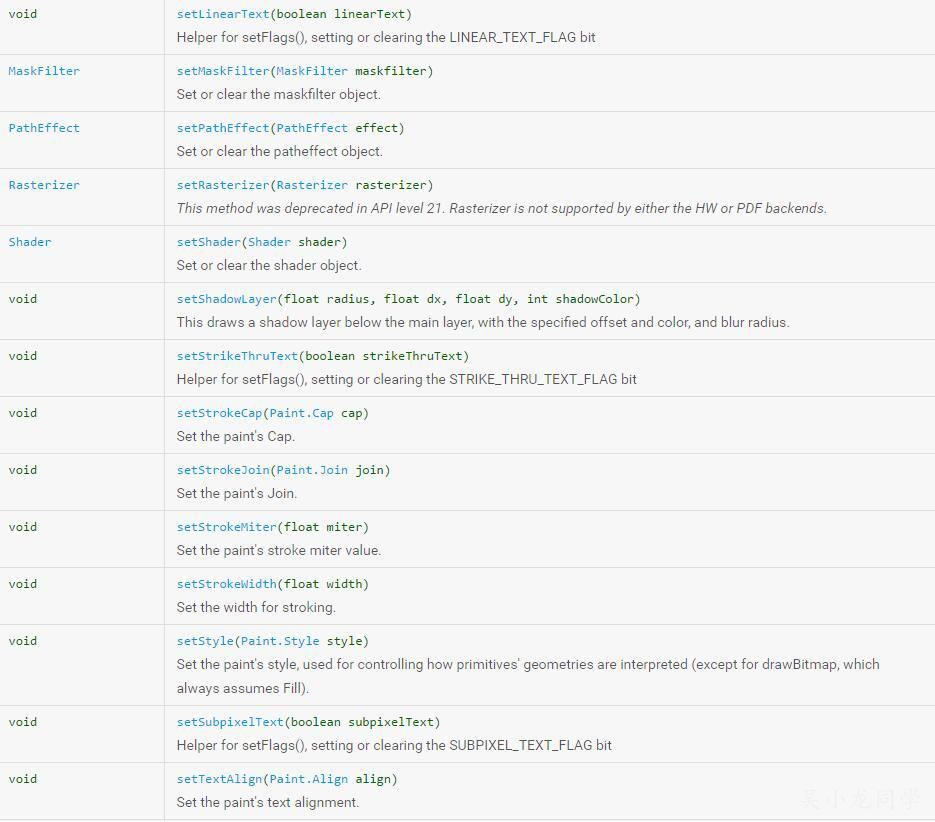 void setLinearText(boolean linearText)
Helper for setFlags(), setting or clearing the LINEAR_TEXT_FLAG bit
MaskFilter setMaskFilter(MaskFilter maskfilter)
Set or clear the maskfilter object.
PathEffect setPathEffect(PathEffect effect)
Set or clear the patheffect object.
Rasterizer setRasterizer(Rasterizer rasterizer)
This method was deprecated in API level 21. Rasterizer is not supported by either the HW or PDF backends.
Shader setShader(Shader shader)
Set or clear the shader object.
void setShadowLayer(float radius, float dx, float dy, int shadowColor)
This draws a shadow layer below the main layer, with the specified offset and color, and blur radius.
void setStrikeThruText(boolean strikeThruText)
Helper for setFlags(), setting or clearing the STRIKE_THRU_TEXT_FLAG bit
void setStrokeCap(Paint.Cap cap)
Set the paint's Cap.
void setStrokeJoin(Paint.Join join)
Set the paint's Join.
void setStrokeMiter(float miter)
Set the paint's stroke miter value.
void setStrokeWidth(float width)
Set the width for stroking.
void setStyle(Paint.Style style)
Set the paint's style, used for controlling how primitives' geometries are interpreted (except for drawBitmap, which
always assumes Fill).
void setSubpixelText(boolean subpixelText)
Helper for setFlags(), setting or clearing the SUBPIXEL_TEXT_FLAG bit
void setTextAlign(Paint.Align align)
Set the paint's text alignment.
吴小龙同学